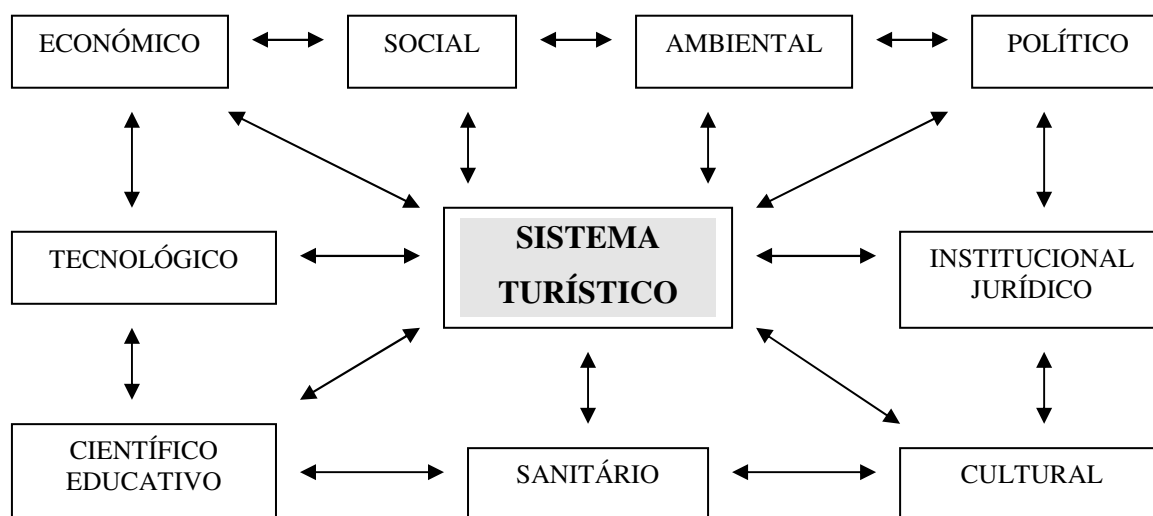 ECONÓMICO
SOCIAL
AMBIENTAL
POLÍTICO
TECNOLÓGICO
SISTEMA
TURÍSTICO
INSTITUCIONAL
JURÍDICO
CIENTÍFICO
EDUCATIVO
SANITÁRIO
CULTURAL